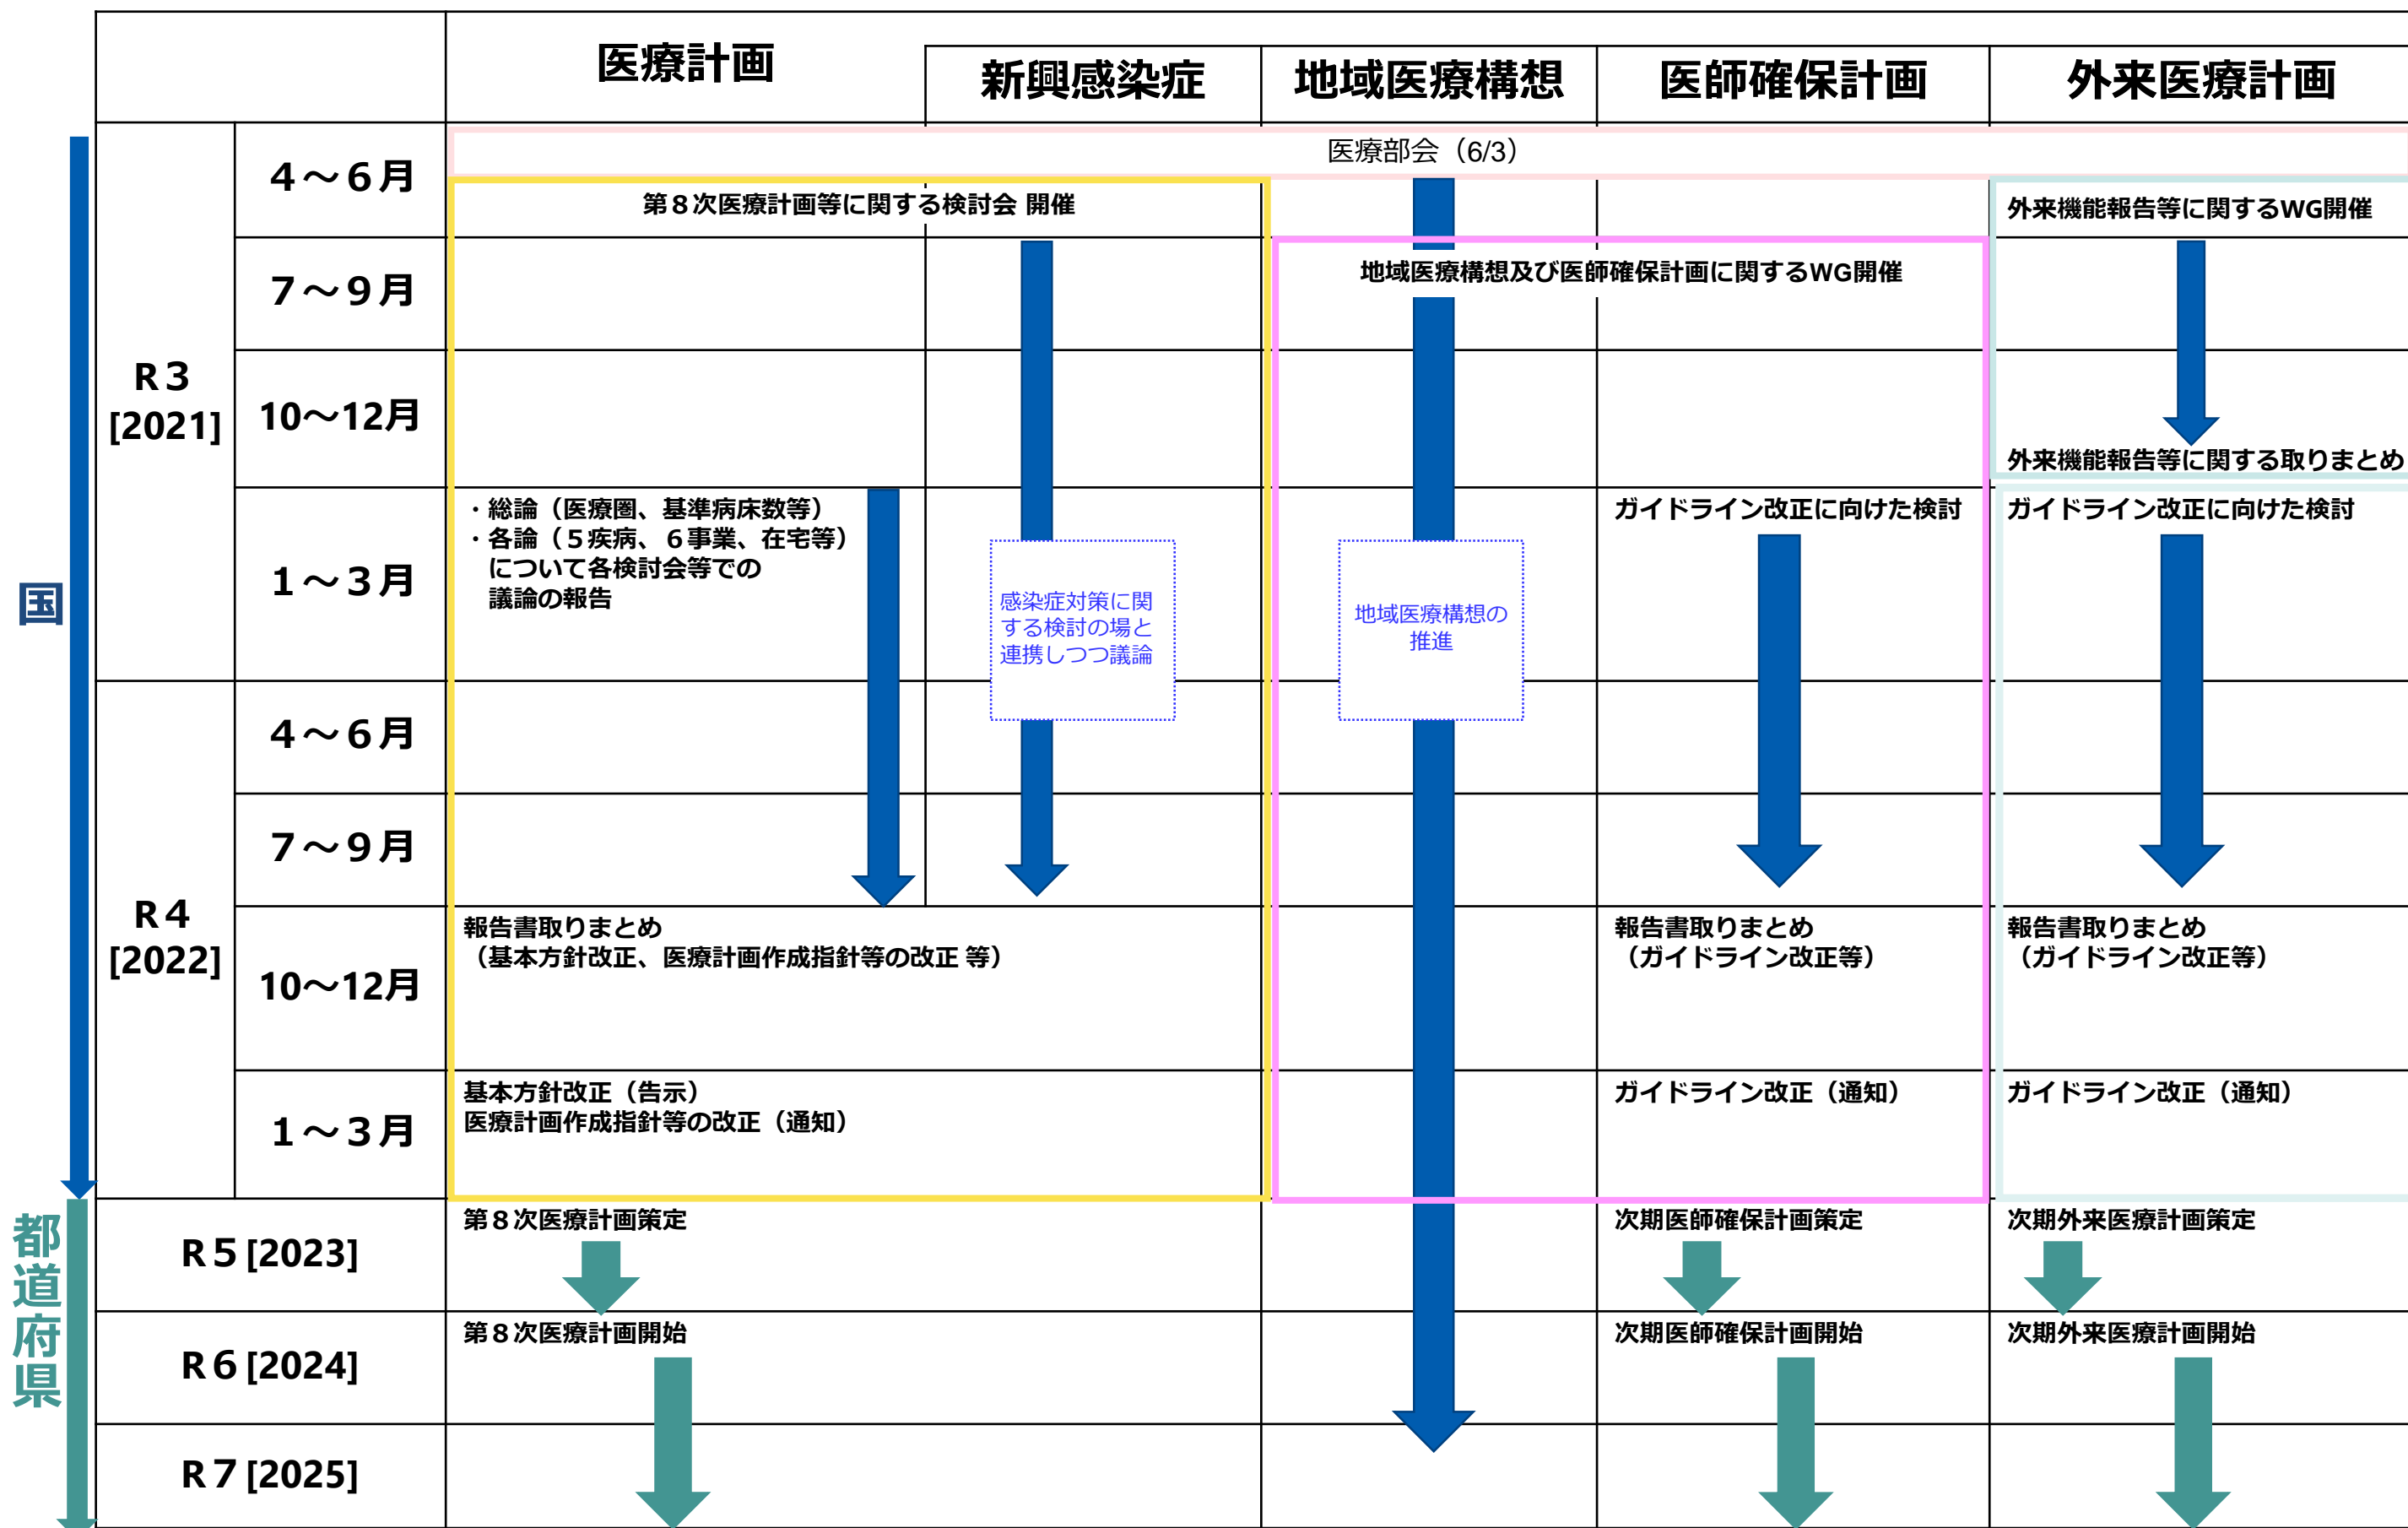 医療計画
新興感染症
地域医療構想
医師確保計画
外来医療計画
国
R３
[2021]
４～６月
医療部会（6/3）
第８次医療計画等に関する検討会 開催
外来機能報告等に関するWG開催
７～９月
地域医療構想及び医師確保計画に関するWG開催
10～12月
外来機能報告等に関する取りまとめ
１～３月
・総論（医療圏、基準病床数等）
・各論（５疾病、６事業、在宅等）
について各検討会等での
議論の報告
感染症対策に関
する検討の場と
連携しつつ議論
地域医療構想の
推進
ガイドライン改正に向けた検討
ガイドライン改正に向けた検討
R４
[2022]
４～６月
７～９月
10～12月
報告書取りまとめ
（基本方針改正、医療計画作成指針等の改正 等）
報告書取りまとめ
（ガイドライン改正等）
報告書取りまとめ
（ガイドライン改正等）
１～３月
基本方針改正（告示）
医療計画作成指針等の改正（通知）
ガイドライン改正（通知）
ガイドライン改正（通知）
都道府県
R５[2023]
第８次医療計画策定
次期医師確保計画策定
次期外来医療計画策定
R６[2024]
第８次医療計画開始
次期医師確保計画開始
次期外来医療計画開始
R７[2025]